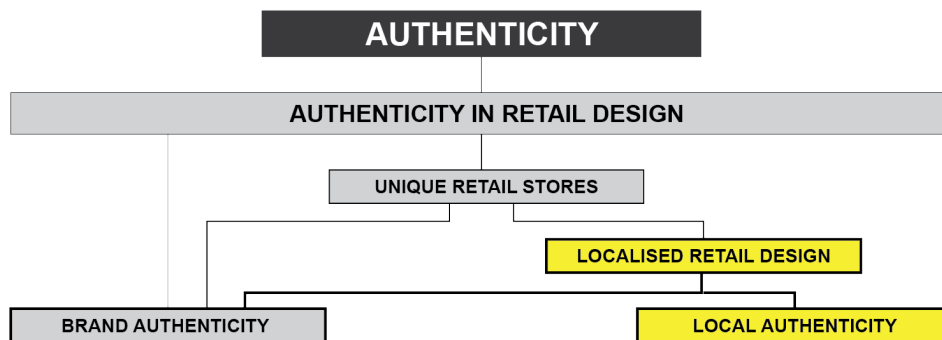 AUTHENTICITY
AUTHENTICITY IN RETAIL DESIGN
UNIQUE RETAIL STORES
LOCALISED RETAIL DESIGN
BRAND AUTHENTICITY
LOCAL AUTHENTICITY